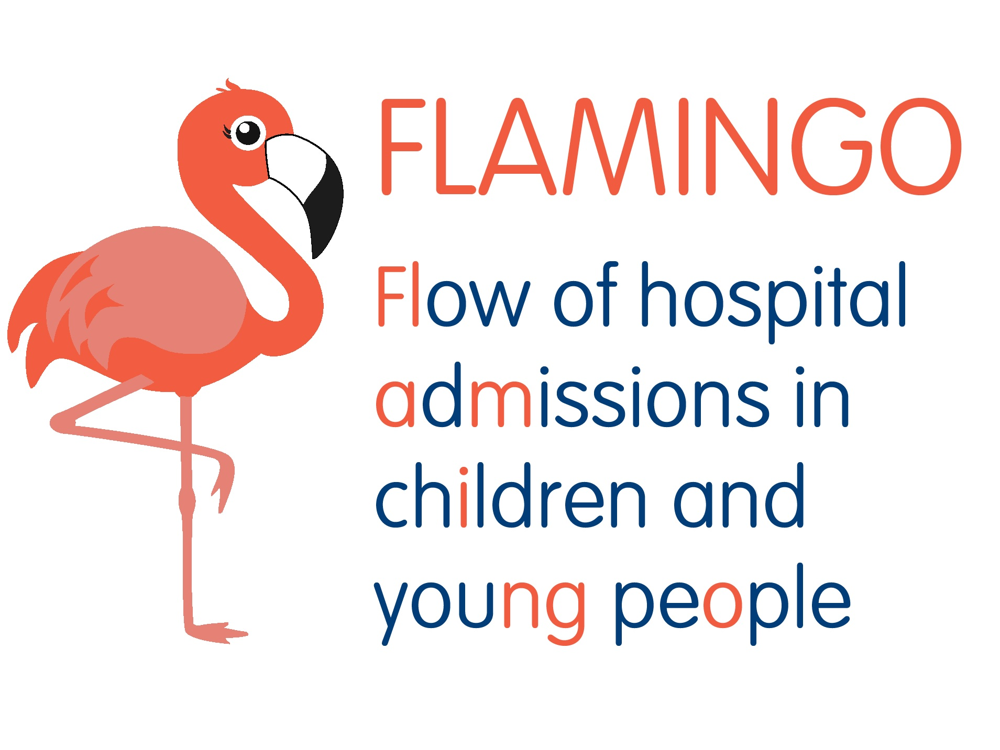 FLAMINGO
Flow of hospital
admissions in
children and
young people